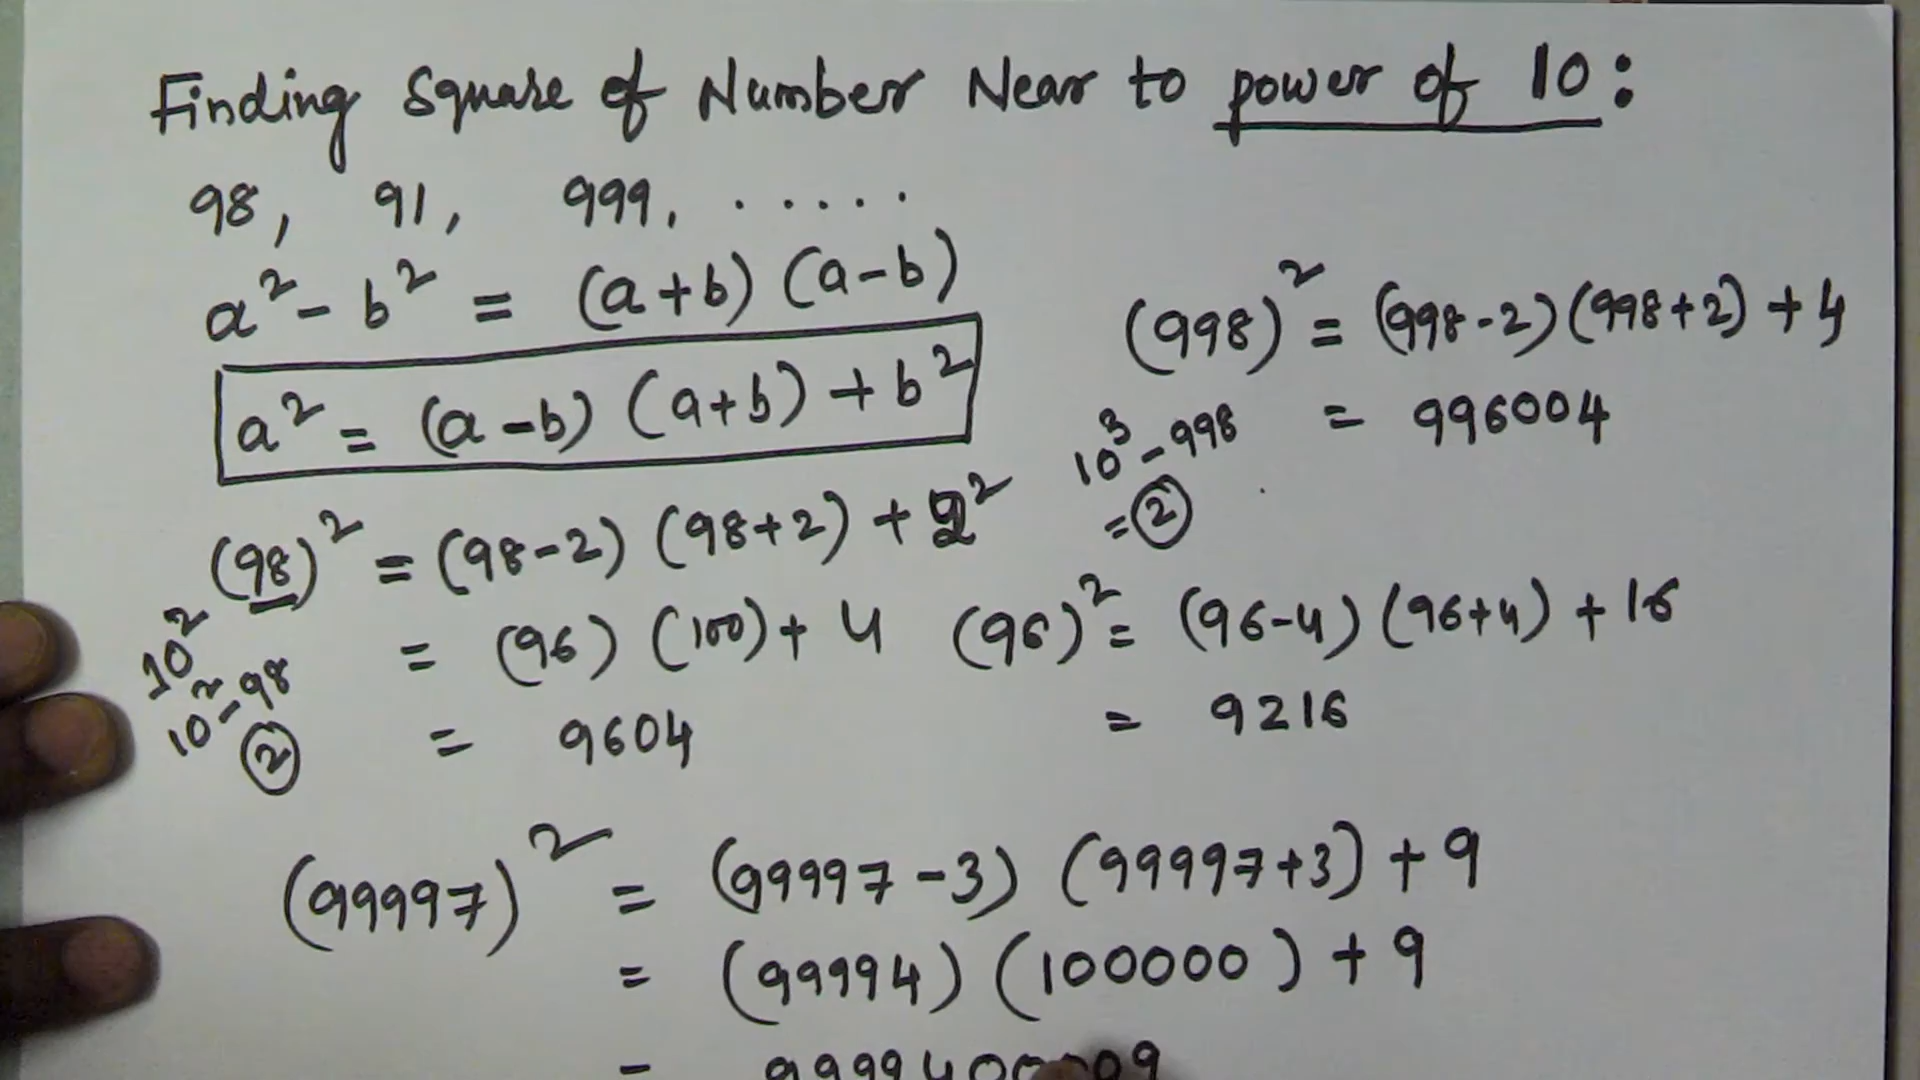 Finding Square of Number Near to power of 10:
98, 91, 999, .....
a² - b² = (a+b) (a-b)
a² = (a-b) (a+b) + b²
(98)² = (98-2) (98+2) + 2²
10²
10² - 98
②
= (96) (100) + 4
= 9604
(998)² = (998-2) (998+2) + 4
10³ - 998
= ②
= 996004
(96)² = (96-4) (96+4) + 16
= 9216
(99997)² = (99997-3) (99997+3) + 9
= (99994) (100000) + 9
=